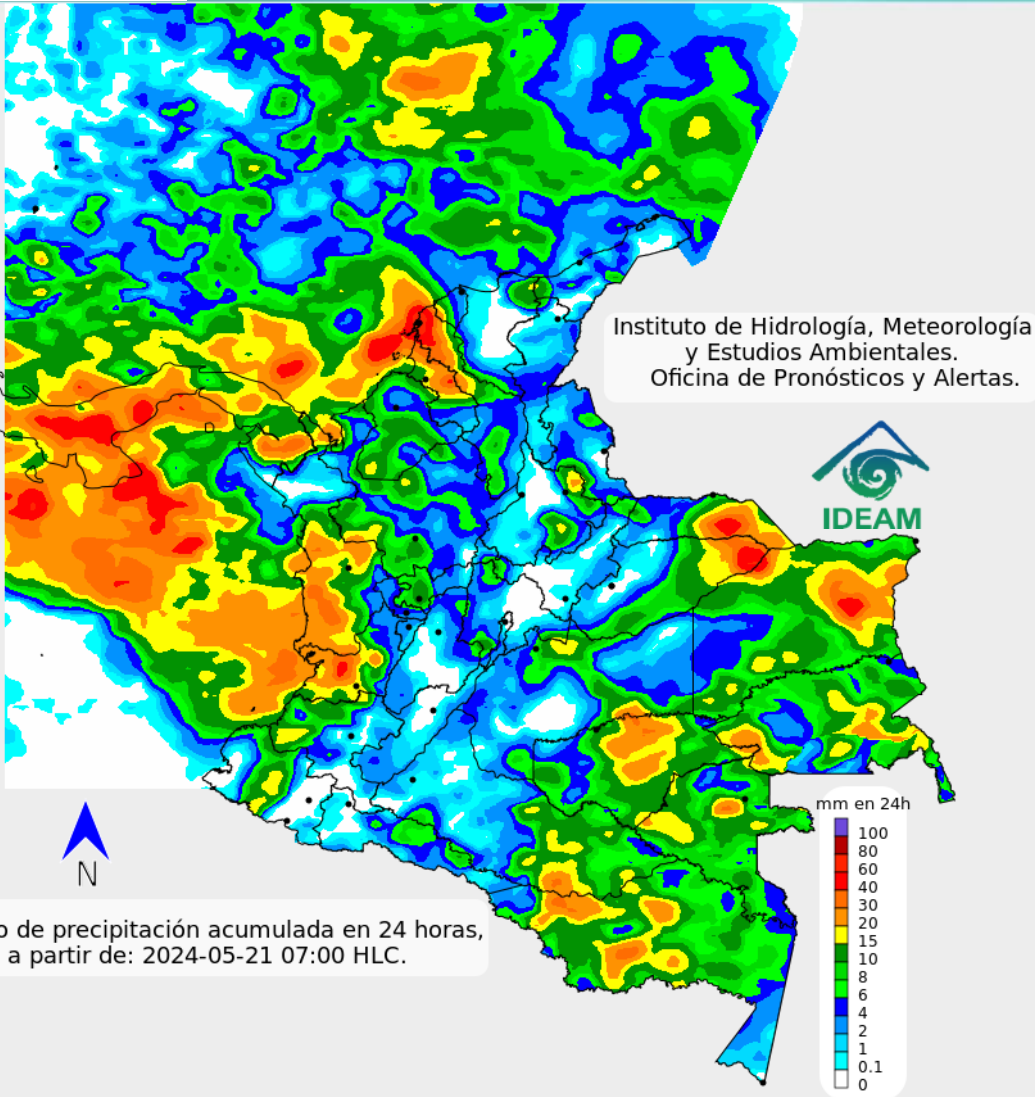 Instituto de Hidrología, Meteorología
y Estudios Ambientales.
Oficina de Pronósticos y Alertas.
IDEAM
mm en 24h
100
80
60
40
30
20
15
10
8
6
4
2
1
0.1
0
N
o de precipitación acumulada en 24 horas,
a partir de: 2024-05-21 07:00 HLC.